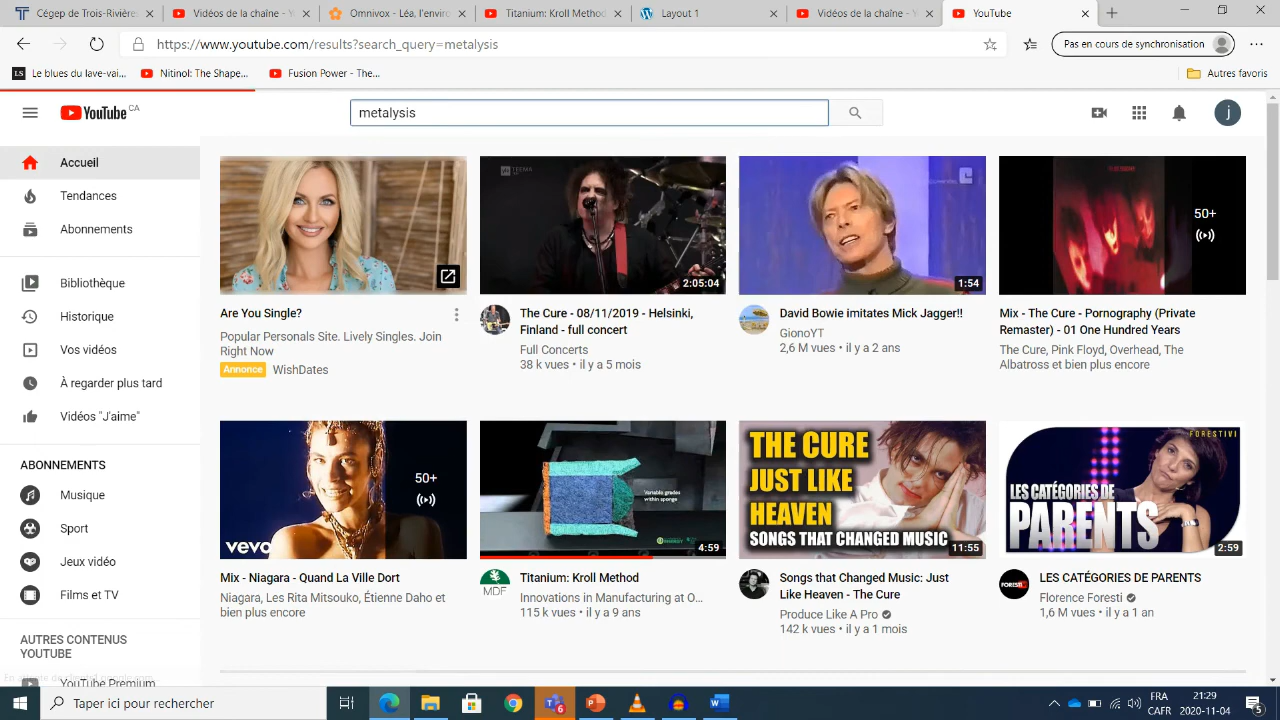 Cégep de Trois-Rivières
Vidéos de la chaîne - Wish
Omnivox - Léa, l'enviro
Titanium: Kroll Method
Layout 1
Vidéos de la chaîne - Y
YouTube
https://www.youtube.com/results?search_query=metalysis
Pas en cours de synchronisation
LS Le blues du lave-vai...
Nitinol: The Shape...
Fusion Power - The...
Autres favoris
YouTube CA
metalysis
j
Accueil
Tendances
Abonnements
Bibliothèque
Historique
Vos vidéos
À regarder plus tard
Vidéos "J'aime"
ABONNEMENTS
Musique
Sport
Jeux vidéo
Films et TV
AUTRES CONTENUS
YOUTUBE
YouTube Premium
Are You Single?
Popular Personals Site. Lively Singles. Join
Right Now
Annonce WishDates
TEEMA
2:05:04
The Cure - 08/11/2019 - Helsinki,
Finland - full concert
Full Concerts
38 k vues • il y a 5 mois
1:54
David Bowie imitates Mick Jagger!!
GionoYT
2,6 M vues • il y a 2 ans
50+
Mix - The Cure - Pornography (Private
Remaster) - 01 One Hundred Years
The Cure, Pink Floyd, Overhead, The
Albatross et bien plus encore
50+
vevo
Mix - Niagara - Quand La Ville Dort
Niagara, Les Rita Mitsouko, Étienne Daho et
bien plus encore
Variable grades
within sponge
4:59
MDF
Titanium: Kroll Method
Innovations in Manufacturing at O...
115 k vues • il y a 9 ans
THE CURE
JUST LIKE
HEAVEN
SONGS THAT CHANGED MUSIC
11:55
Songs that Changed Music: Just
Like Heaven - The Cure
Produce Like A Pro
142 k vues • il y a 1 mois
FORESTIVI
LES CATÉGORIES DE
PARENTS
2:59
FORESTI
LES CATÉGORIES DE PARENTS
Florence Foresti
1,6 M vues • il y a 1 an
Taper ici pour rechercher
6
FRA
CAFR
21:29
2020-11-04
5